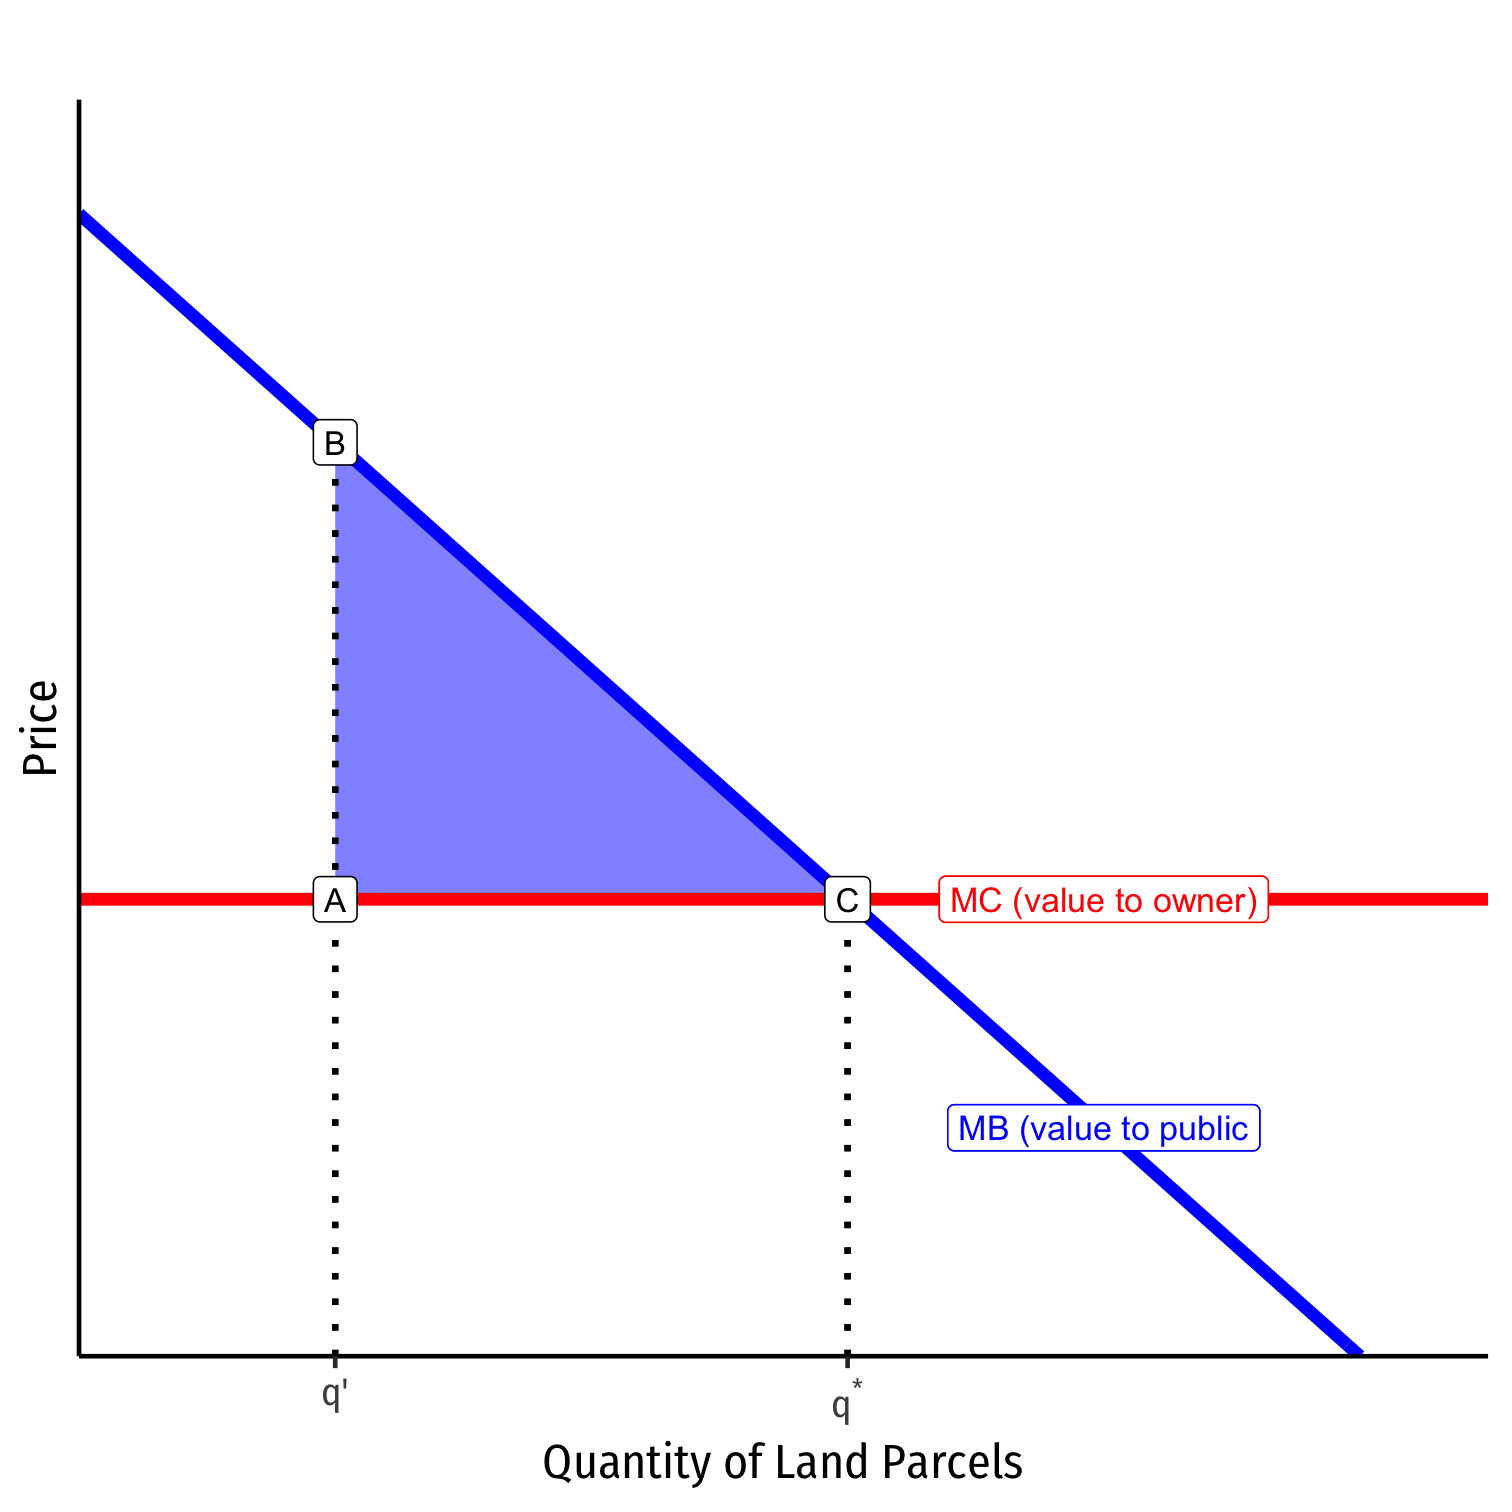 B
Price
A
C
MC (value to owner)
MB (value to public
q'
q*
Quantity of Land Parcels